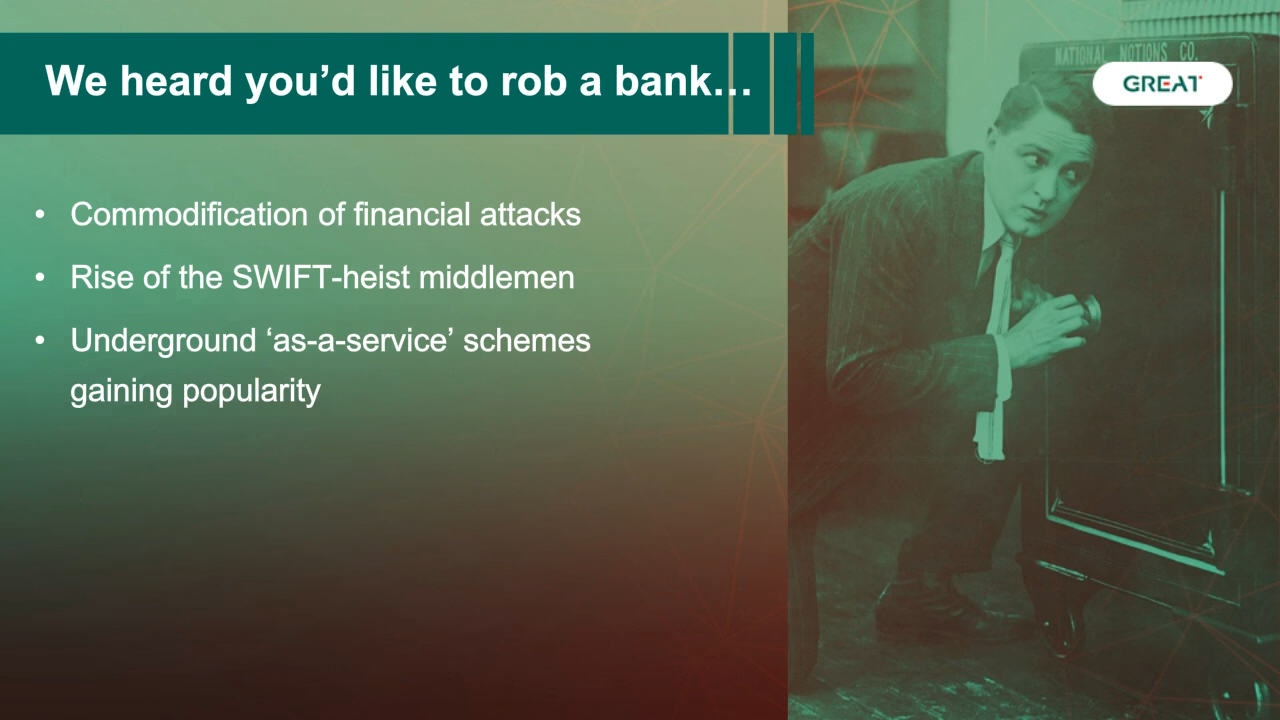 We heard you’d like to rob a bank…
NATIONAL NOTIONS CO.
GREAT
• Commodification of financial attacks
• Rise of the SWIFT-heist middlemen
• Underground ‘as-a-service’ schemes
gaining popularity